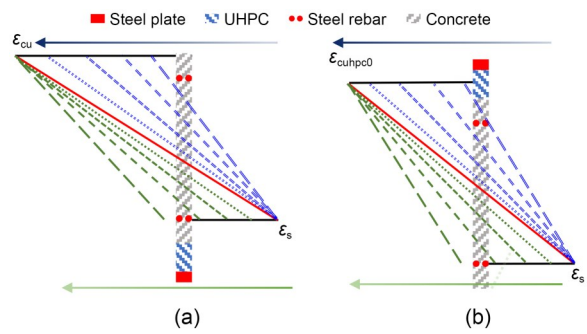 Steel plate UHPC Steel rebar Concrete
εcu
εcuhpc0
εs
εs
(a)
(b)